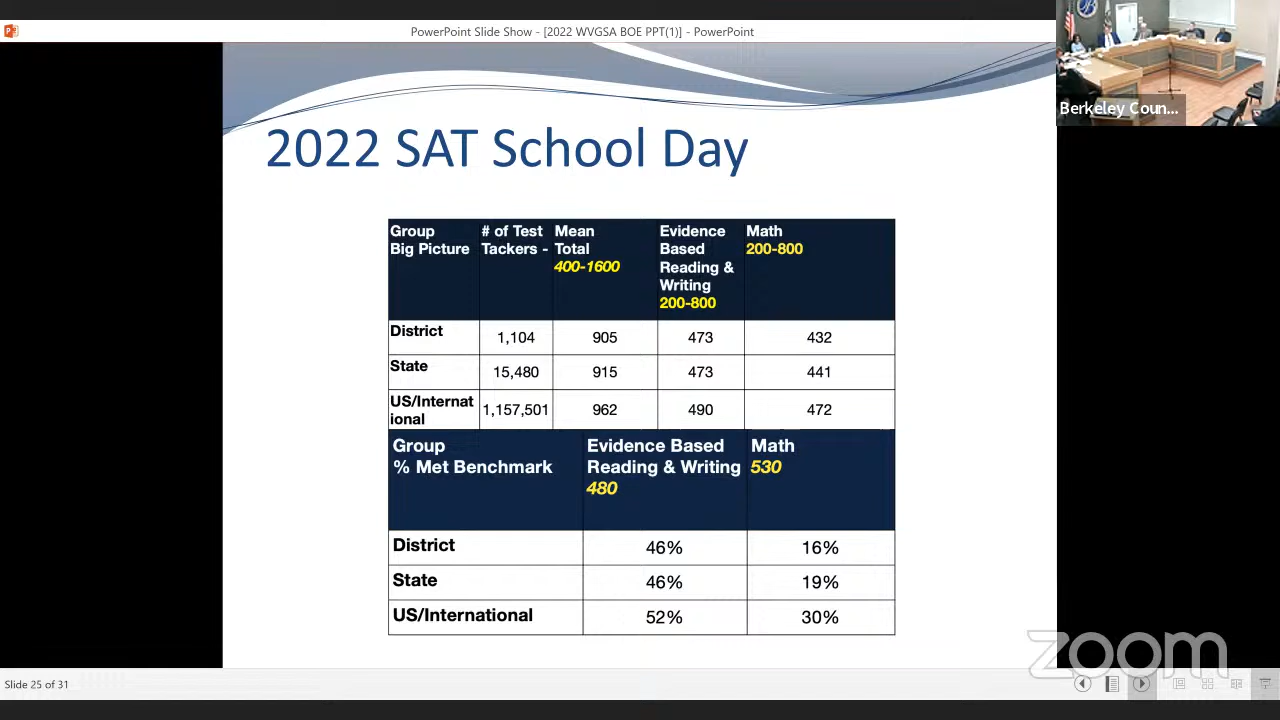 PowerPoint Slide Show - [2022 WVGSA BOE PPT(1)] - PowerPoint
Berkeley Coun...
2022 SAT School Day
Group
Big Picture
# of Test
Tackers -
Mean
Total
400-1600
Evidence
Based
Reading &
Writing
200-800
Math
200-800
District 1,104 905 473 432
State 15,480 915 473 441
US/Internat
ional
1,157,501 962 490 472
Group
% Met Benchmark
Evidence Based
Reading & Writing
480
Math
530
District 46% 16%
State 46% 19%
US/International 52% 30%
zoom
Slide 25 of 31